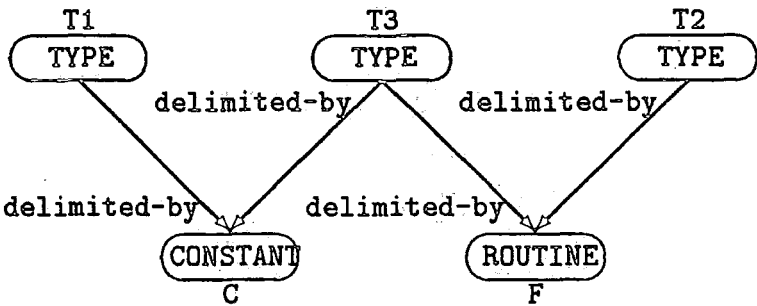 T1 T3 T2
TYPE TYPE TYPE
delimited-by delimited-by
delimited-by delimited-by
CONSTANT ROUTINE
C F